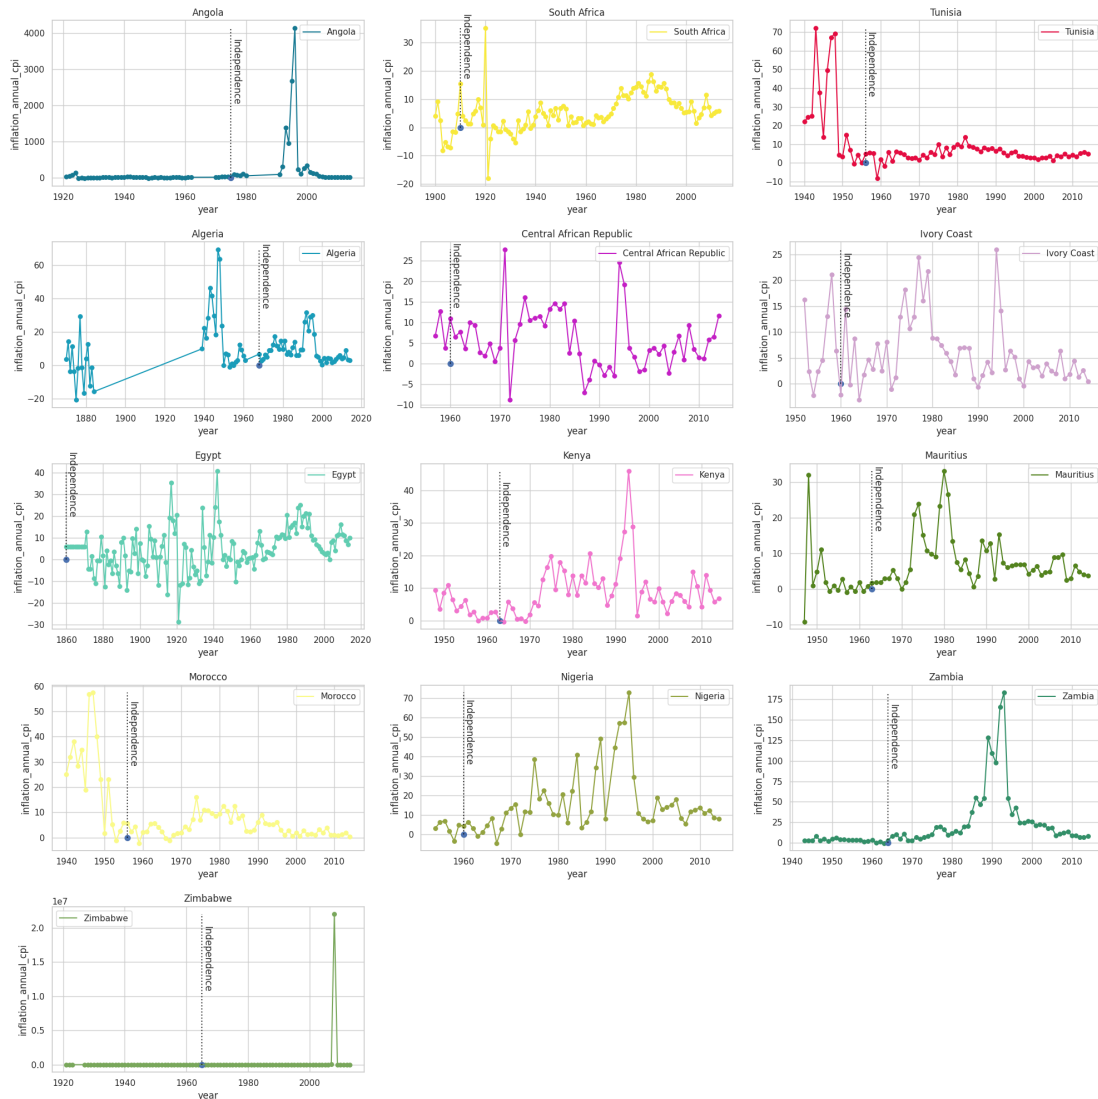 Angola
inflation_annual_cpi
4000
3000
2000
1000
0
Independence
Angola
1920
1940
1960
1980
2000
year
South Africa
inflation_annual_cpi
30
20
10
0
−10
−20
Independence
South Africa
1900
1920
1940
1960
1980
2000
year
Tunisia
inflation_annual_cpi
70
60
50
40
30
20
10
0
−10
Independence
Tunisia
1940
1950
1960
1970
1980
1990
2000
2010
year
Algeria
inflation_annual_cpi
60
40
20
0
−20
Independence
Algeria
1880
1900
1920
1940
1960
1980
2000
2020
year
Central African Republic
inflation_annual_cpi
25
20
15
10
5
0
−5
−10
Independence
Central African Republic
1960
1970
1980
1990
2000
2010
year
Ivory Coast
inflation_annual_cpi
25
20
15
10
5
0
Independence
Ivory Coast
1950
1960
1970
1980
1990
2000
2010
year
Egypt
inflation_annual_cpi
40
30
20
10
0
−10
−20
−30
Independence
Egypt
1860
1880
1900
1920
1940
1960
1980
2000
2020
year
Kenya
inflation_annual_cpi
40
30
20
10
0
Independence
Kenya
1950
1960
1970
1980
1990
2000
2010
year
Mauritius
inflation_annual_cpi
30
20
10
0
−10
Independence
Mauritius
1950
1960
1970
1980
1990
2000
2010
year
Morocco
inflation_annual_cpi
60
50
40
30
20
10
0
Independence
Morocco
1940
1950
1960
1970
1980
1990
2000
2010
year
Nigeria
inflation_annual_cpi
70
60
50
40
30
20
10
0
Independence
Nigeria
1960
1970
1980
1990
2000
2010
year
Zambia
inflation_annual_cpi
175
150
125
100
75
50
25
0
Independence
Zambia
1940
1950
1960
1970
1980
1990
2000
2010
year
Zimbabwe
1e7
inflation_annual_cpi
2.0
1.5
1.0
0.5
0.0
Independence
Zimbabwe
1920
1940
1960
1980
2000
year